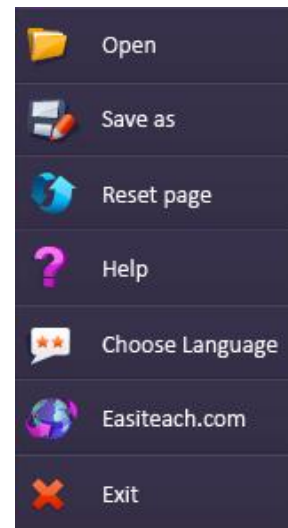 Open
Save as
Reset page
Help
Choose Language
Easiteach.com
Exit